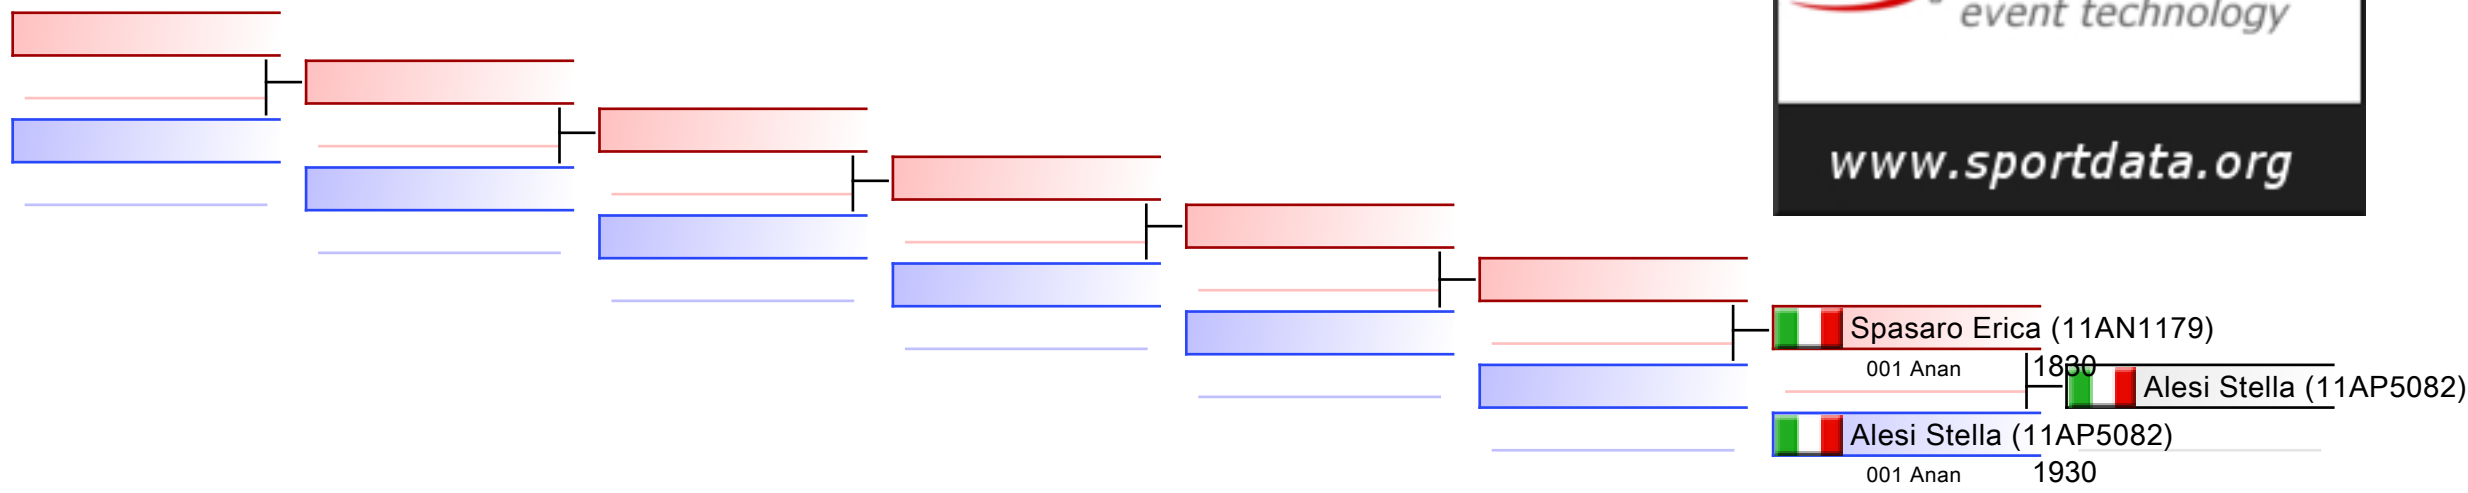 event technology
www.sportdata.org
Spasaro Erica (11AN1179)
001 Anan 1830
Alesi Stella (11AP5082)
Alesi Stella (11AP5082)
001 Anan 1930